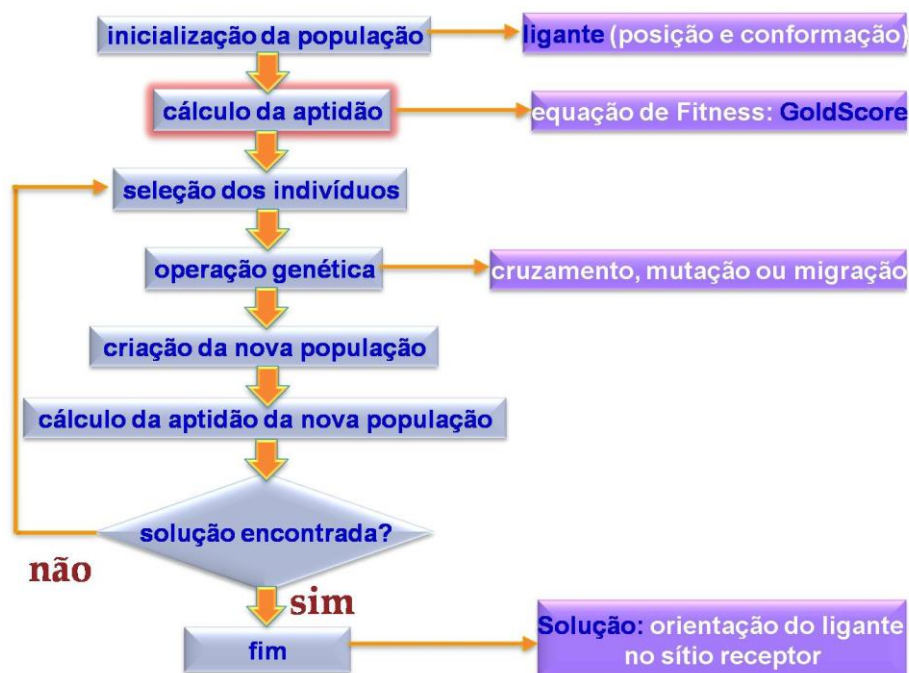 inicialização da população
ligante (posição e conformação)
cálculo da aptidão
equação de Fitness: GoldScore
seleção dos indivíduos
operação genética
cruzamento, mutação ou migração
criação da nova população
cálculo da aptidão da nova população
solução encontrada?
não
sim
fim
Solução: orientação do ligante
no sítio receptor